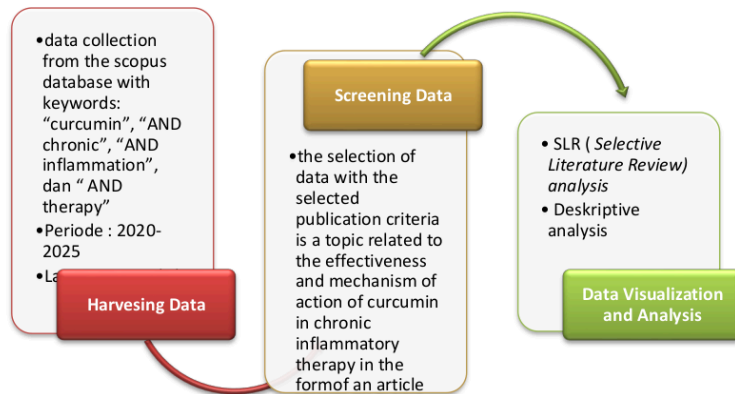 •data collection
from the scopus
database with
keywords:
“curcumin”, “AND
chronic”, “AND
inflammation”,
dan “ AND
therapy”
•Periode : 2020-
2025
Harvesing Data
Screening Data
•the selection of
data with the
selected
publication criteria
is a topic related to
the effectiveness
and mechanism of
action of curcumin
in chronic
inflammatory
therapy in the
formof an article
• SLR ( Selective
Literature Review)
analysis
• Deskriptive
analysis
Data Visualization
and Analysis